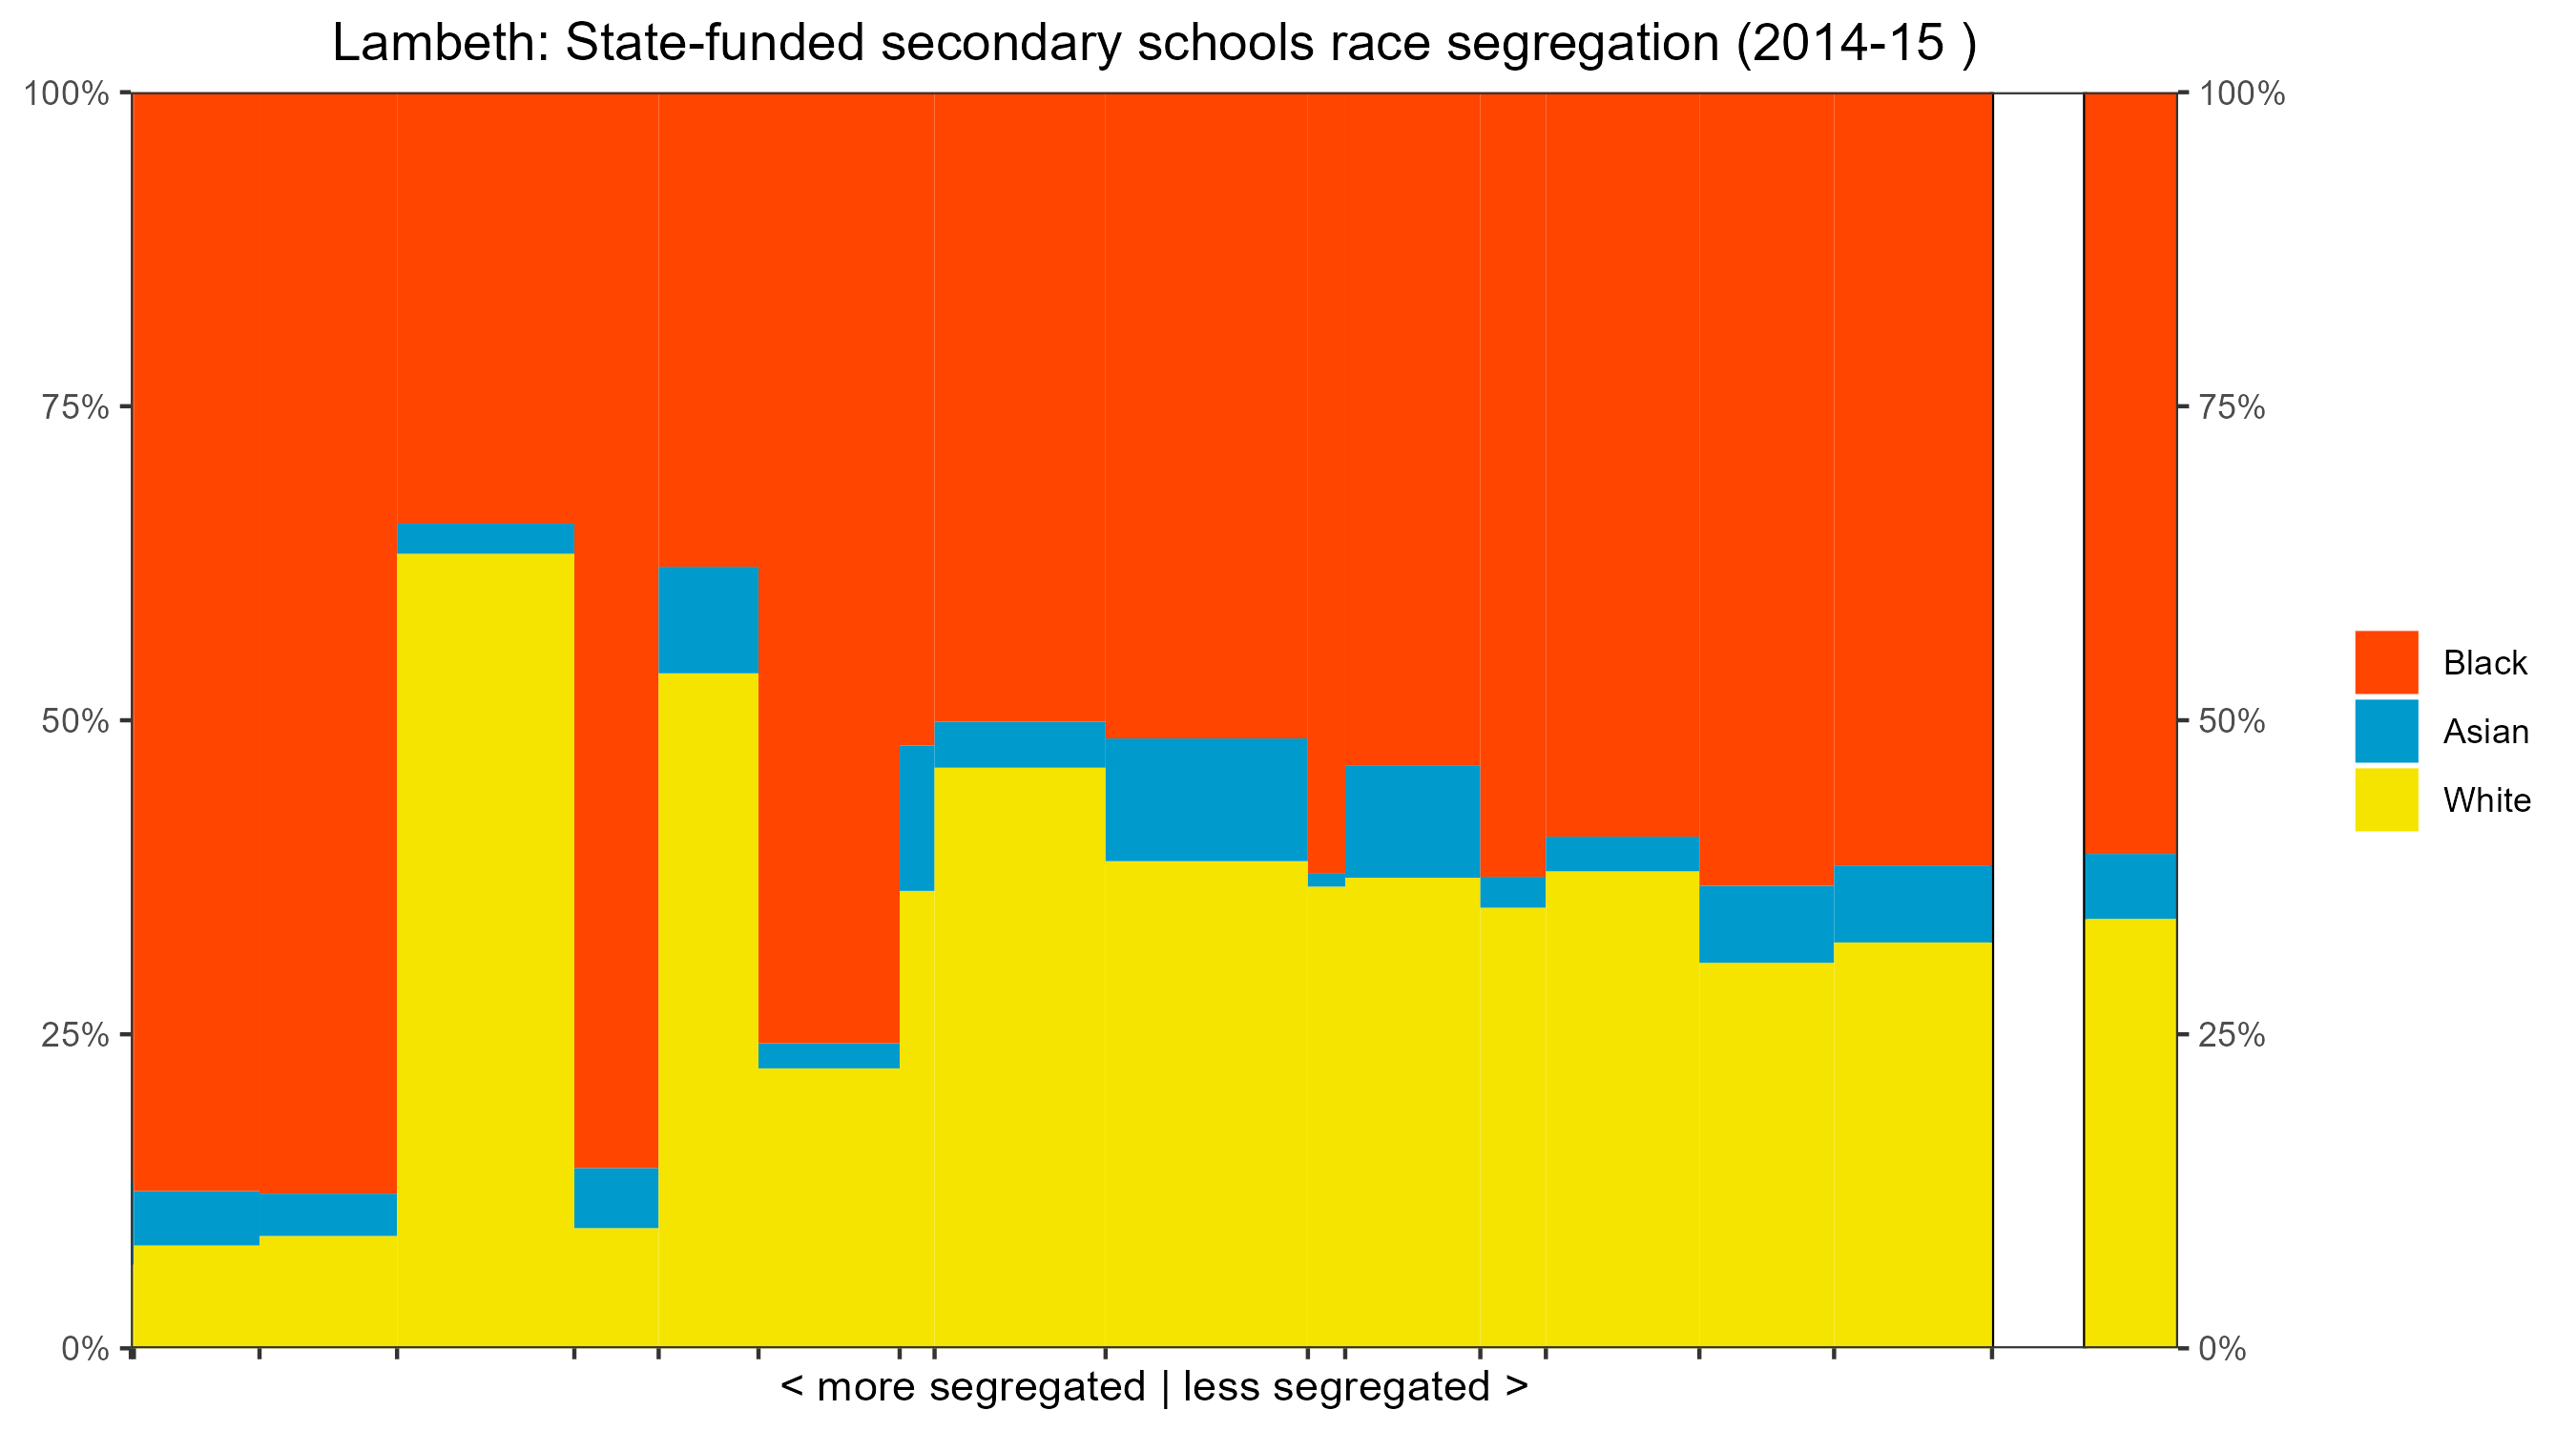 Lambeth: State-funded secondary schools race segregation (2014-15 )
100%
75%
50%
25%
0%
100%
75%
50%
25%
0%
Black
Asian
White
< more segregated | less segregated >